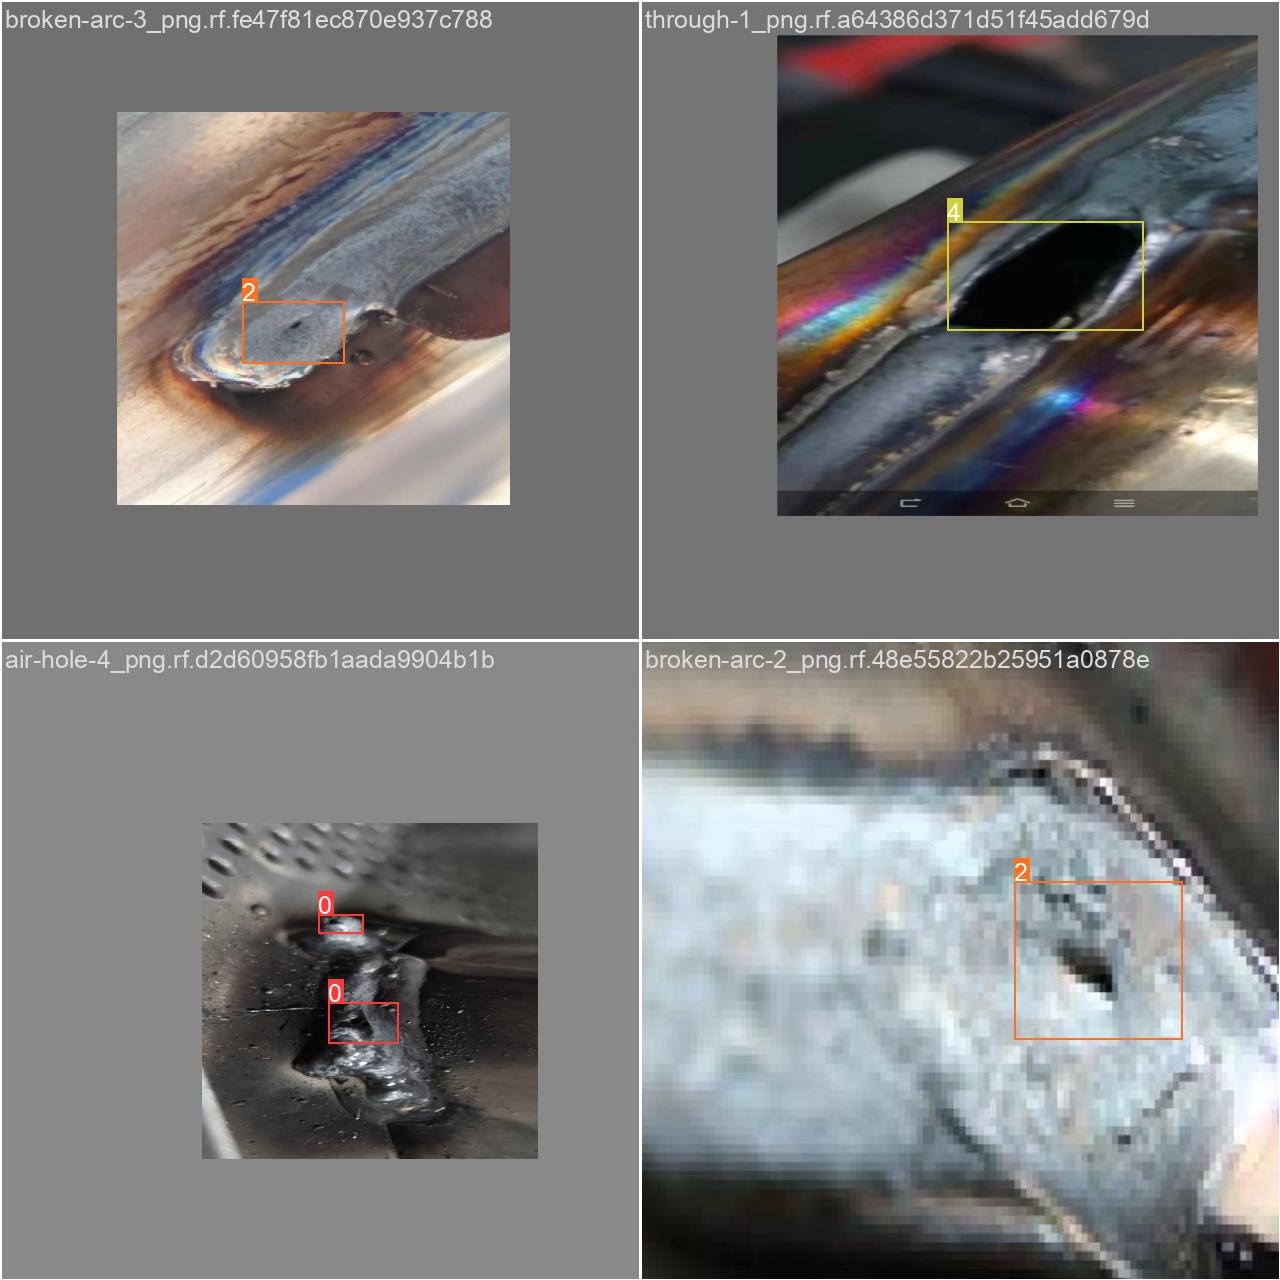 broken-arc-3_png.rf.fe47f81ec870e937c788
through-1_png.rf.a64386d371d51f45add679d
2
4
air-hole-4_png.rf.d2d60958fb1aada9904b1b
broken-arc-2_png.rf.48e55822b25951a0878e
0
0
2